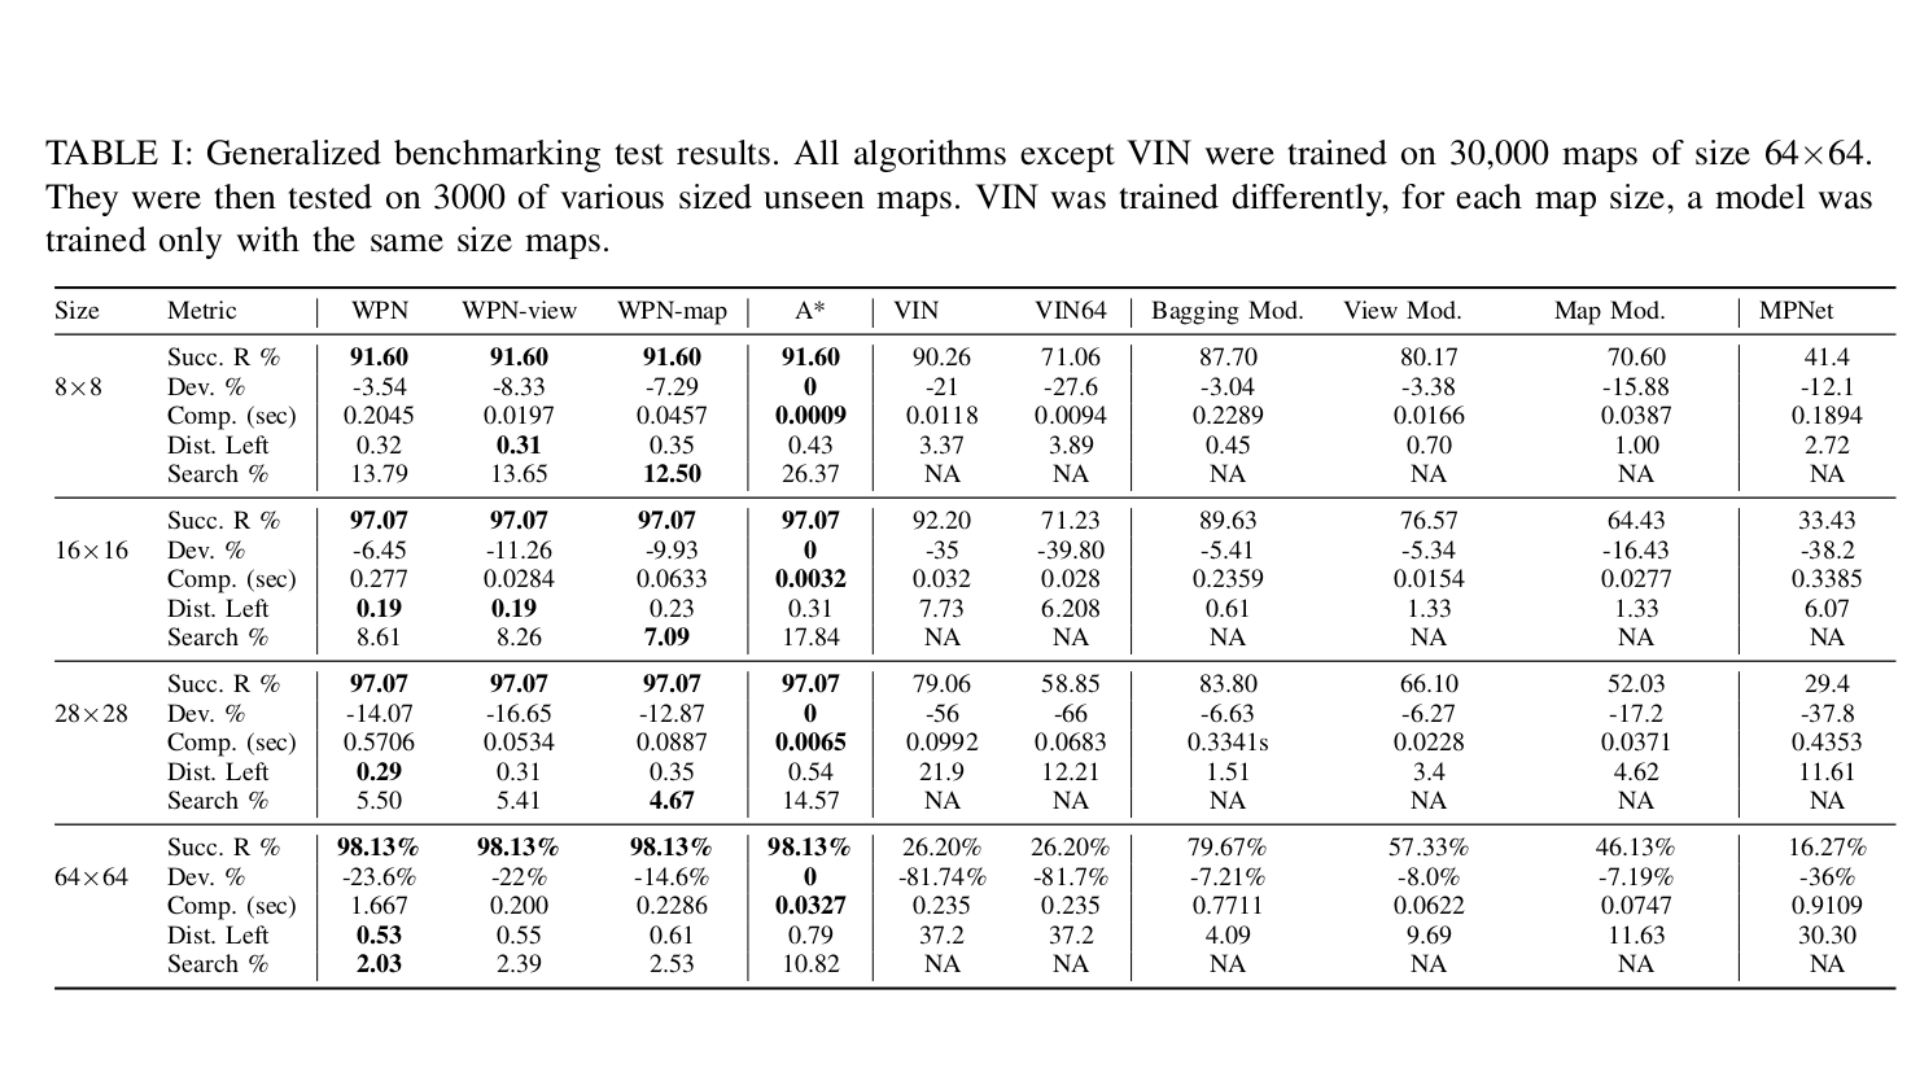 TABLE I: Generalized benchmarking test results. All algorithms except VIN were trained on 30,000 maps of size 64×64.
They were then tested on 3000 of various sized unseen maps. VIN was trained differently, for each map size, a model was
trained only with the same size maps.
Size Metric WPN WPN-view WPN-map A* VIN VIN64 Bagging Mod. View Mod. Map Mod. MPNet
Succ. R % 91.60 91.60 91.60 91.60 90.26 71.06 87.70 80.17 70.60 41.4
8×8 Dev. % -3.54 -8.33 -7.29 0 -21 -27.6 -3.04 -3.38 -15.88 -12.1
Comp. (sec) 0.2045 0.0197 0.0457 0.0009 0.0118 0.0094 0.2289 0.0166 0.0387 0.1894
Dist. Left 0.32 0.31 0.35 0.43 3.37 3.89 0.45 0.70 1.00 2.72
Search % 13.79 13.65 12.50 26.37 NA NA NA NA NA NA
Succ. R % 97.07 97.07 97.07 97.07 92.20 71.23 89.63 76.57 64.43 33.43
16×16 Dev. % -6.45 -11.26 -9.93 0 -35 -39.80 -5.41 -5.34 -16.43 -38.2
Comp. (sec) 0.277 0.0284 0.0633 0.0032 0.032 0.028 0.2359 0.0154 0.0277 0.3385
Dist. Left 0.19 0.19 0.23 0.31 7.73 6.208 0.61 1.33 1.33 6.07
Search % 8.61 8.26 7.09 17.84 NA NA NA NA NA NA
Succ. R % 97.07 97.07 97.07 97.07 79.06 58.85 83.80 66.10 52.03 29.4
28×28 Dev. % -14.07 -16.65 -12.87 0 -56 -66 -6.63 -6.27 -17.2 -37.8
Comp. (sec) 0.5706 0.0534 0.0887 0.0065 0.0992 0.0683 0.3341s 0.0228 0.0371 0.4353
Dist. Left 0.29 0.31 0.35 0.54 21.9 12.21 1.51 3.4 4.62 11.61
Search % 5.50 5.41 4.67 14.57 NA NA NA NA NA NA
Succ. R % 98.13% 98.13% 98.13% 98.13% 26.20% 26.20% 79.67% 57.33% 46.13% 16.27%
64×64 Dev. % -23.6% -22% -14.6% 0 -81.74% -81.7% -7.21% -8.0% -7.19% -36%
Comp. (sec) 1.667 0.200 0.2286 0.0327 0.235 0.235 0.7711 0.0622 0.0747 0.9109
Dist. Left 0.53 0.55 0.61 0.79 37.2 37.2 4.09 9.69 11.63 30.30
Search % 2.03 2.39 2.53 10.82 NA NA NA NA NA NA